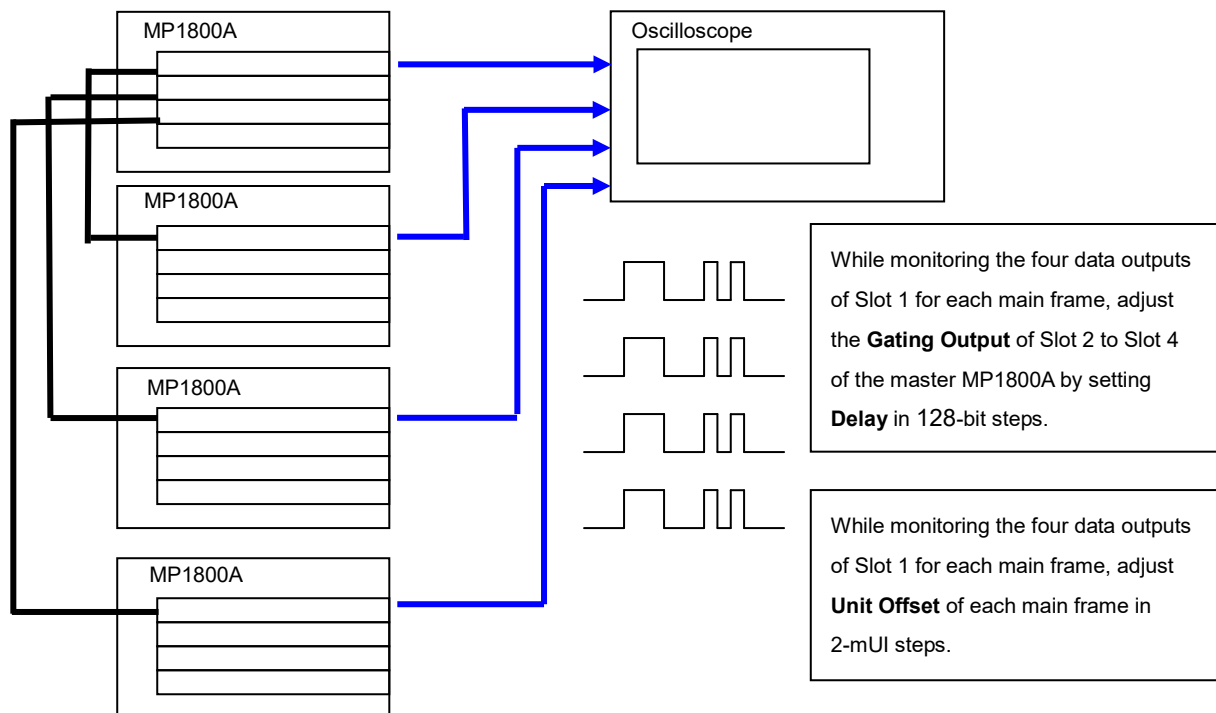 MP1800A
Oscilloscope
MP1800A
MP1800A
MP1800A
While monitoring the four data outputs
of Slot 1 for each main frame, adjust
the Gating Output of Slot 2 to Slot 4
of the master MP1800A by setting
Delay in 128-bit steps.
While monitoring the four data outputs
of Slot 1 for each main frame, adjust
Unit Offset of each main frame in
2-mUI steps.